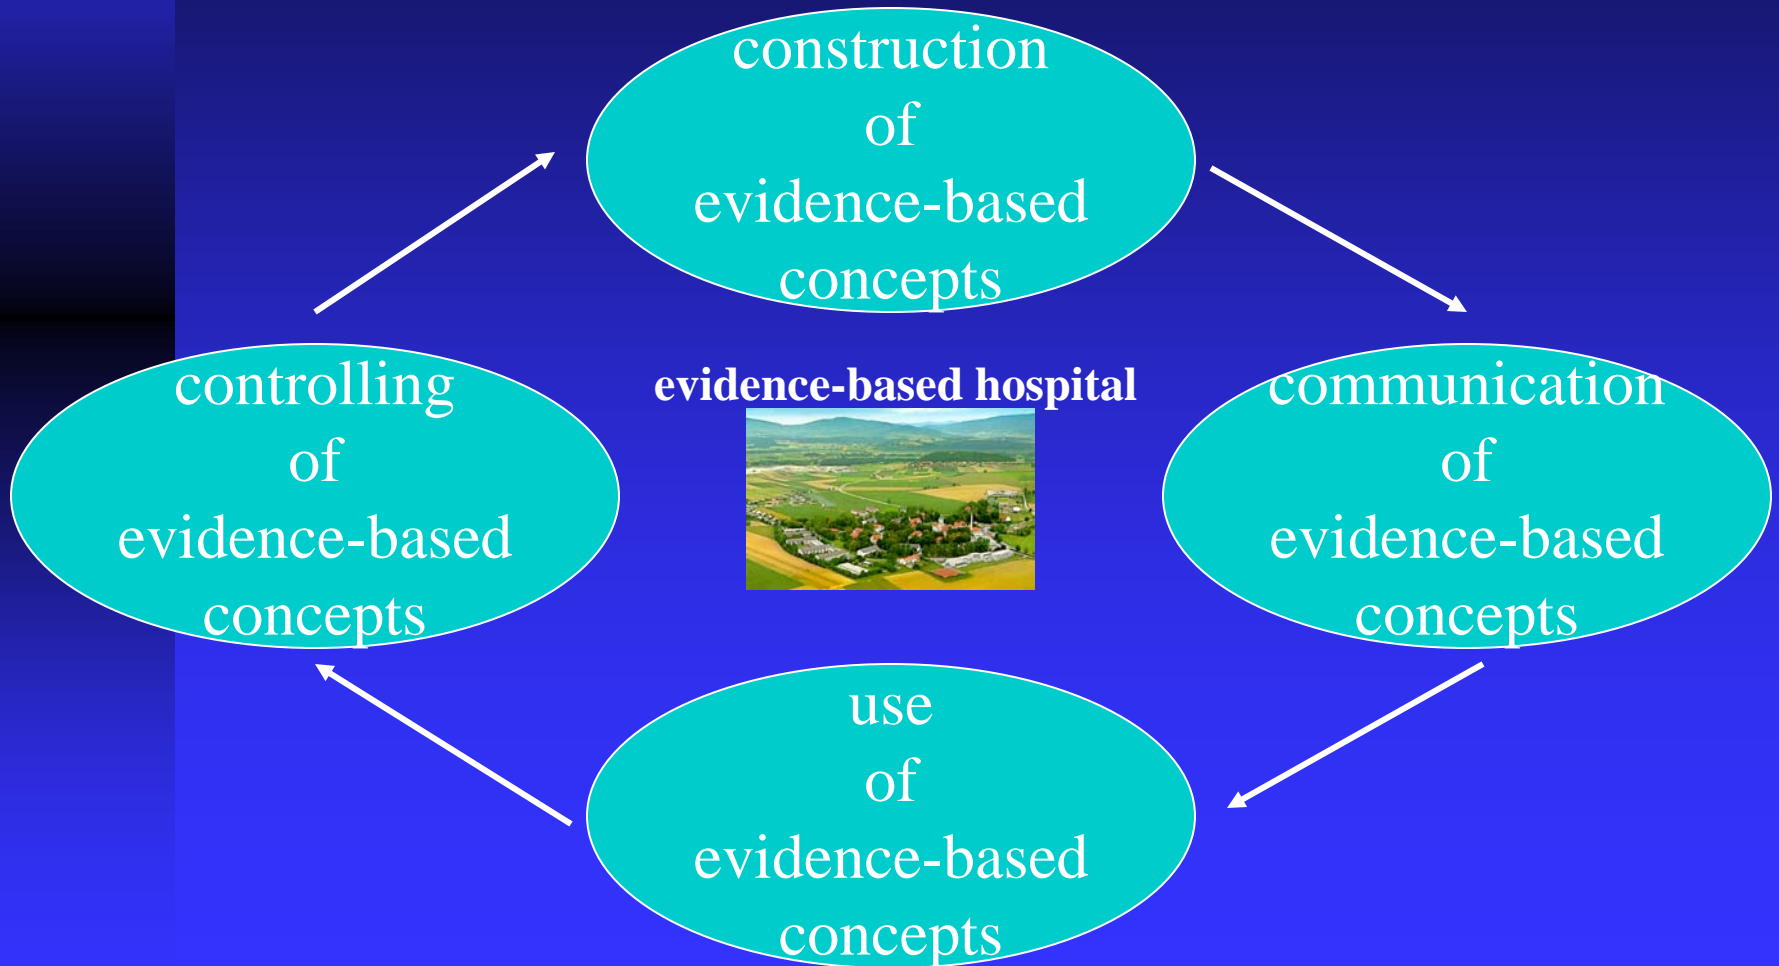 construction
of
evidence-based
concepts
evidence-based hospital
controlling
of
evidence-based
concepts
communication
of
evidence-based
concepts
use
of
evidence-based
concepts